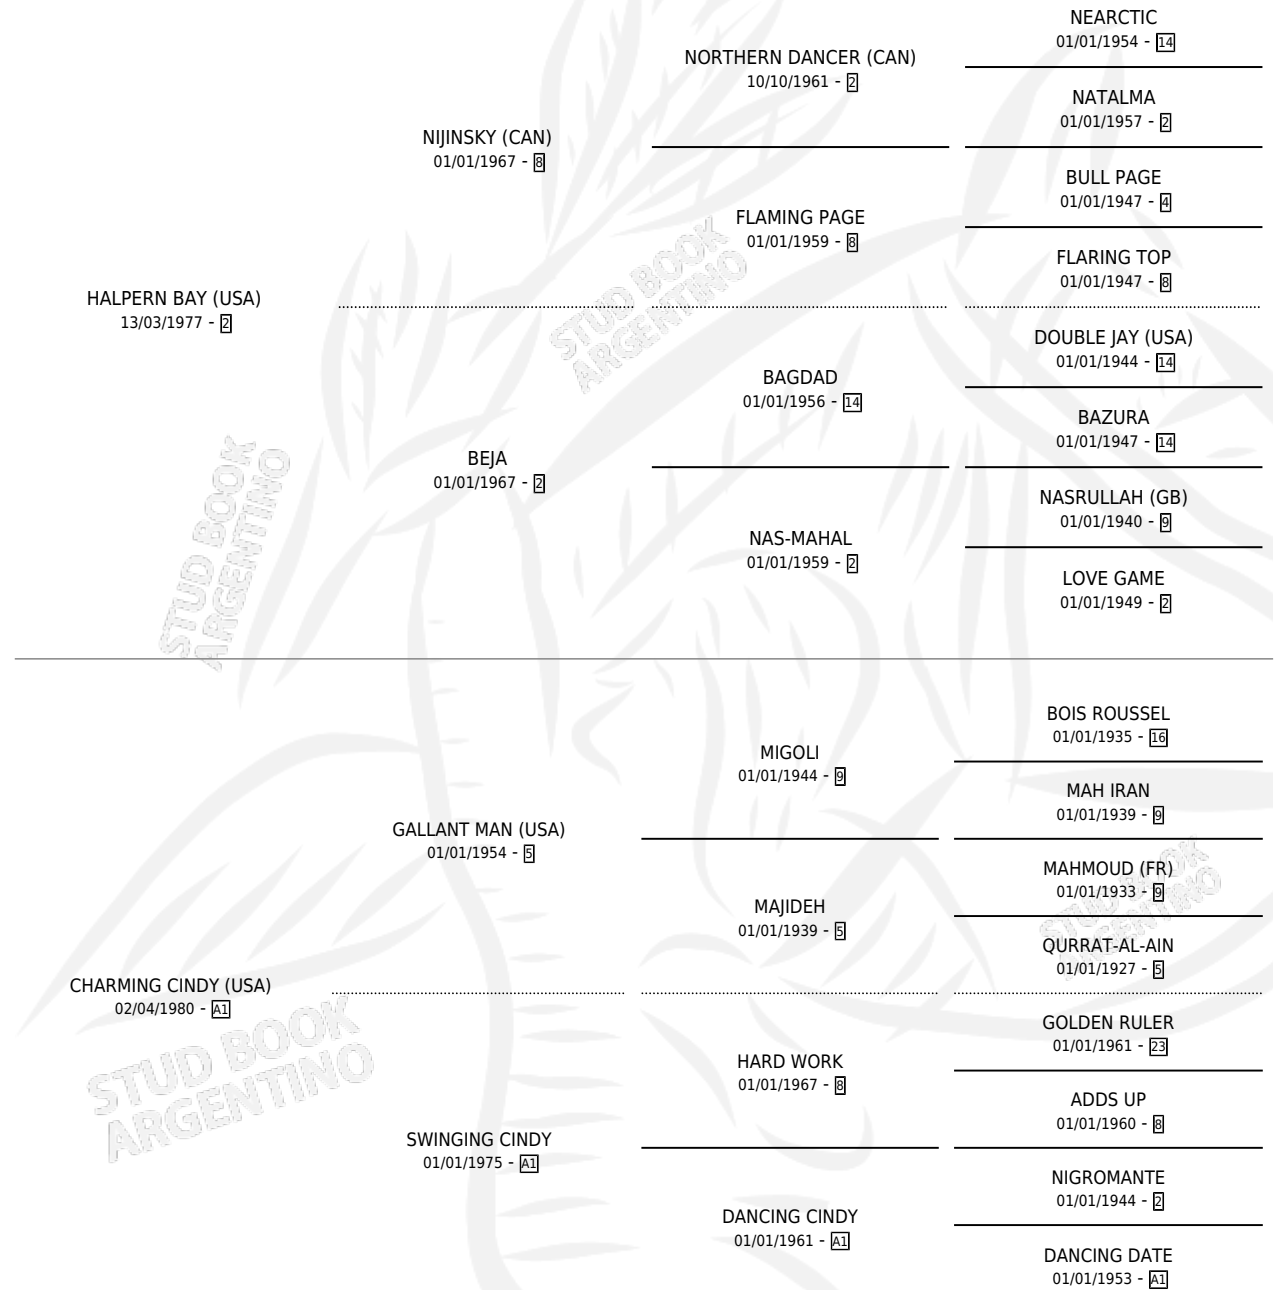 NEARCTIC
01/01/1954 - 14
NORTHERN DANCER (CAN)
10/10/1961 - 2
NATALMA
01/01/1957 - 2
NIJINSKY (CAN)
01/01/1967 - 8
BULL PAGE
01/01/1947 - 4
FLAMING PAGE
01/01/1959 - 8
FLARING TOP
01/01/1947 - 8
HALPERN BAY (USA)
13/03/1977 - 2
DOUBLE JAY (USA)
01/01/1944 - 14
BAGDAD
01/01/1956 - 14
BAZURA
01/01/1947 - 14
BEJA
01/01/1967 - 2
NASRULLAH (GB)
01/01/1940 - 9
NAS-MAHAL
01/01/1959 - 2
LOVE GAME
01/01/1949 - 2
STUD BOOK
ARGENTINO
STUD BOOK
ARGENTINO
BOIS ROUSSEL
01/01/1935 - 16
MIGOLI
01/01/1944 - 9
MAH IRAN
01/01/1939 - 9
GALLANT MAN (USA)
01/01/1954 - 5
MAHMOUD (FR)
01/01/1933 - 9
MAJIDEH
01/01/1939 - 5
QURRAT-AL-AIN
01/01/1927 - 5
CHARMING CINDY (USA)
02/04/1980 - A1
GOLDEN RULER
01/01/1961 - 23
HARD WORK
01/01/1967 - 8
ADDS UP
01/01/1960 - 8
SWINGING CINDY
01/01/1975 - A1
NIGROMANTE
01/01/1944 - 2
DANCING CINDY
01/01/1961 - A1
DANCING DATE
01/01/1953 - A1
STUD BOOK
ARGENTINO
STUD BOOK
ARGENTINO